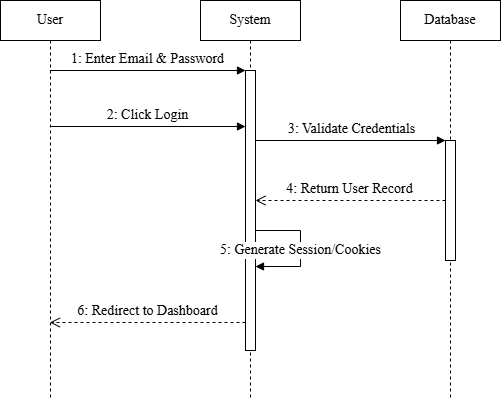 User
System
Database
1: Enter Email & Password
2: Click Login
3: Validate Credentials
4: Return User Record
5: Generate Session/Cookies
6: Redirect to Dashboard